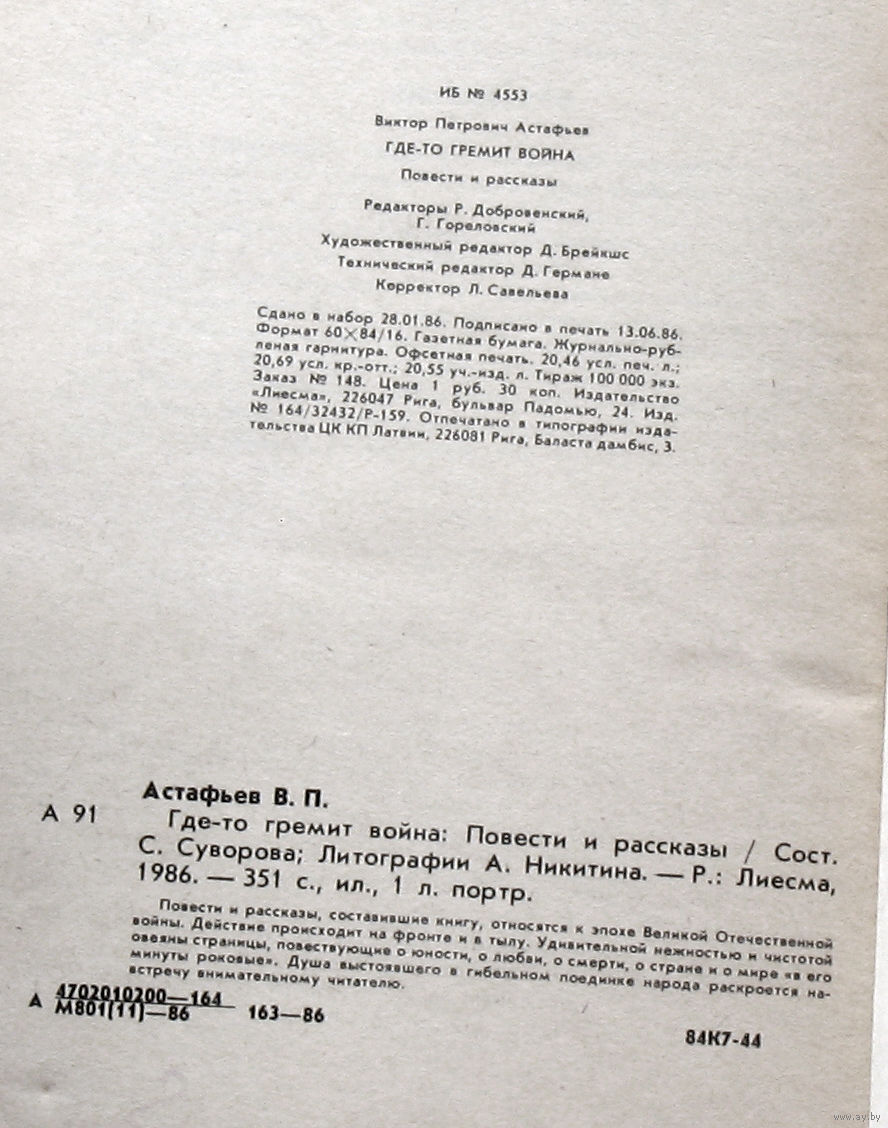 ИБ № 4553
Виктор Петрович Астафьев
ГДЕ-ТО ГРЕМИТ ВОЙНА
Повести и рассказы
Редакторы Р. Добровенский,
Г. Гореловский
Художественный редактор Д. Брейкшс
Технический редактор Д. Германе
Корректор Л. Савельева
Сдано в набор 28.01.86. Подписано в печать 13.06.86.
Формат 60×84/16. Газетная бумага. Журнально-руб-
леная гарнитура. Офсетная печать. 20,46 усл. печ. л.;
20,69 усл. кр.-отт.; 20,55 уч.-изд. л. Тираж 100 000 экз.
Заказ № 148. Цена 1 руб. 30 коп. Издательство
«Лиесма», 226047 Рига, бульвар Падомью, 24. Изд.
№ 164/32432/Р-159. Отпечатано в типографии изда-
тельства ЦК КП Латвии, 226081 Рига, Баласта дамбис, 3.
Астафьев В. П.
А 91
Где-то гремит война: Повести и рассказы / Сост.
С. Суворова; Литографии А. Никитина. — Р.: Лиесма,
1986. — 351 с., ил., 1 л. портр.
Повести и рассказы, составившие книгу, относятся к эпохе Великой Отечественной
войны. Действие происходит на фронте и в тылу. Удивительной нежностью и чистотой
овеяны страницы, повествующие о юности, о любви, о смерти, о стране и о мире «в его
минуты роковые». Душа выстоявшего в гибельном поединке народа раскроется на-
встречу внимательному читателю.
А 4702010200—164
М801(11)—86 163—86
84К7-44
www.ay.by